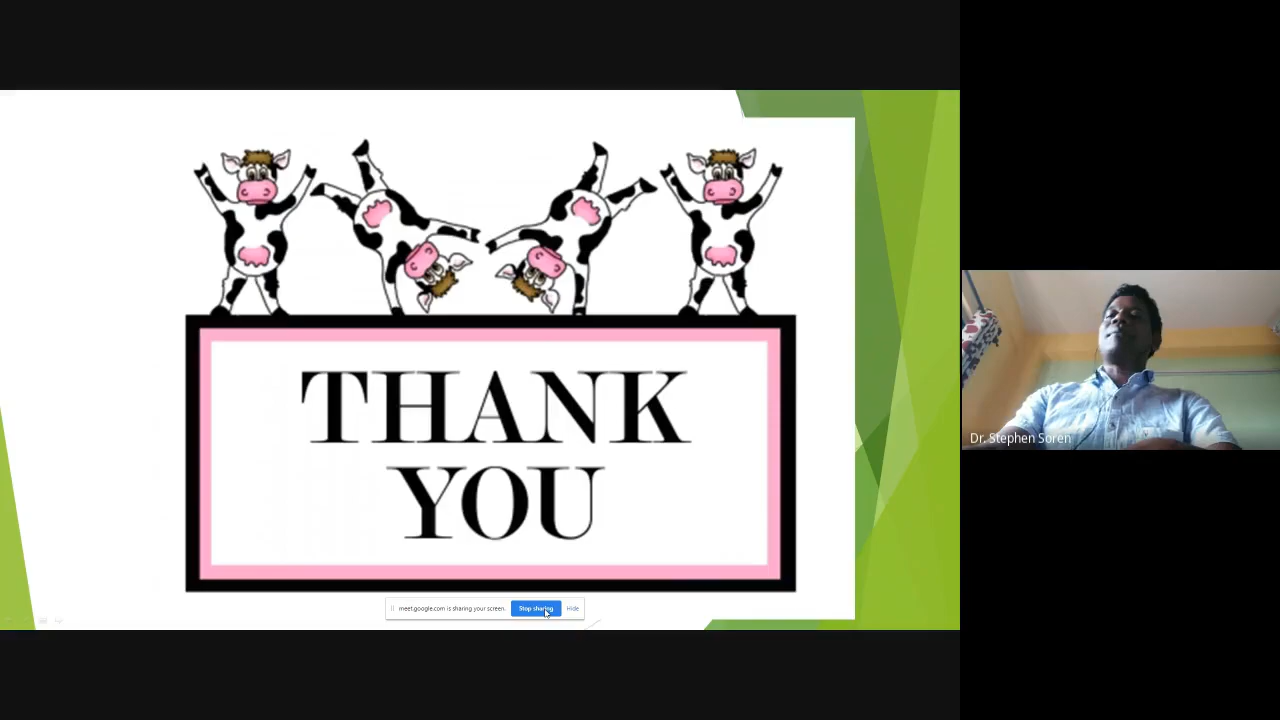 THANK
YOU
meet.google.com is sharing your screen.
Stop sharing
Hide
Dr. Stephen Soren